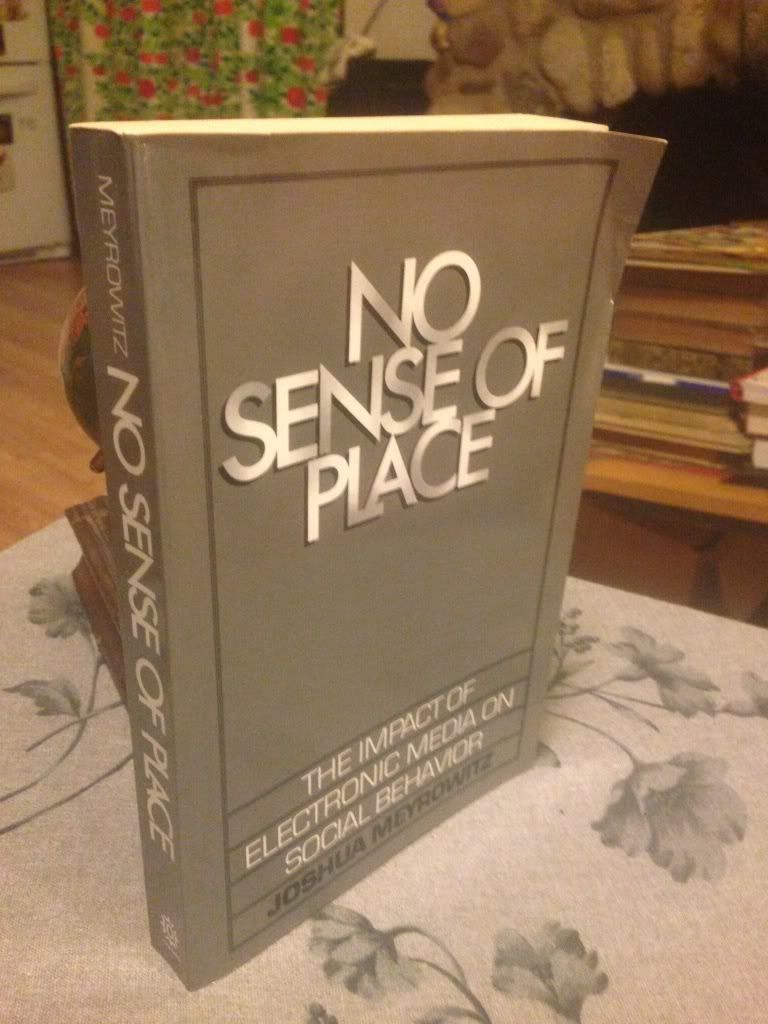 MEYROWITZ NO SENSE OF PLACE
NO
SENSE OF
PLACE
THE IMPACT OF
ELECTRONIC MEDIA ON
SOCIAL BEHAVIOR
JOSHUA MEYROWITZ